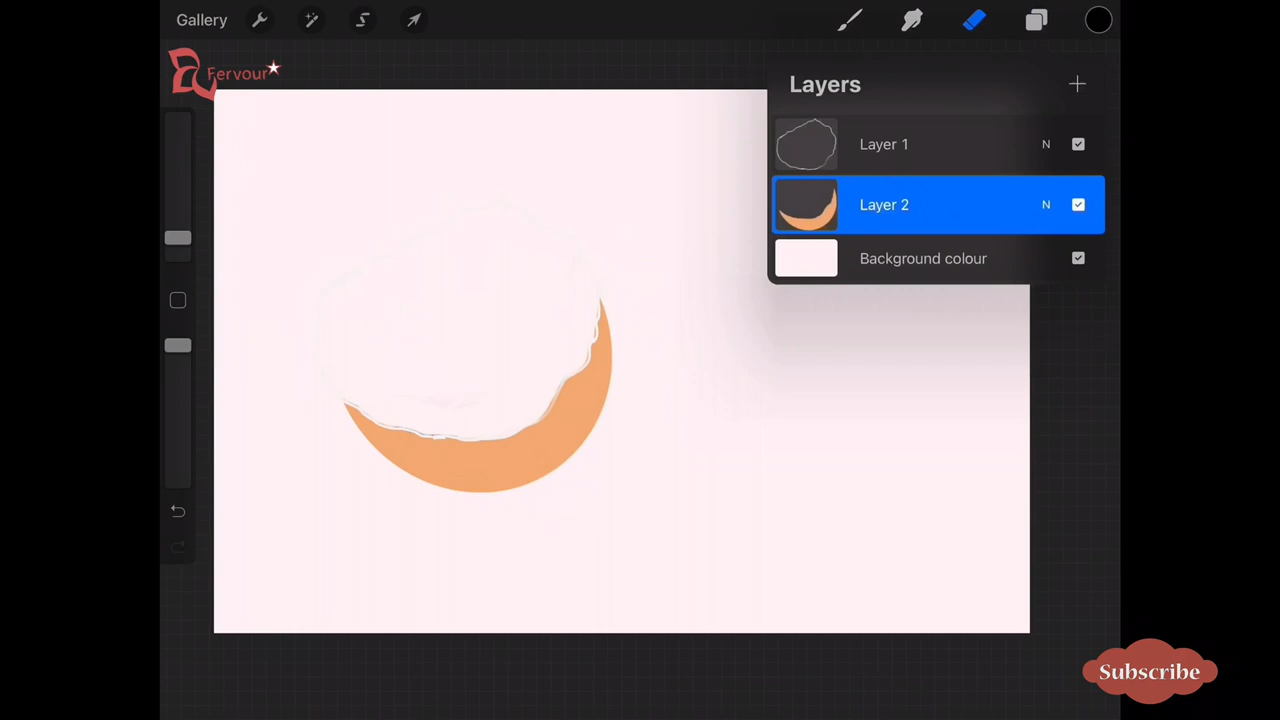 Gallery
Fervour
Layers
Layer 1
N
Layer 2
N
Background colour
Subscribe